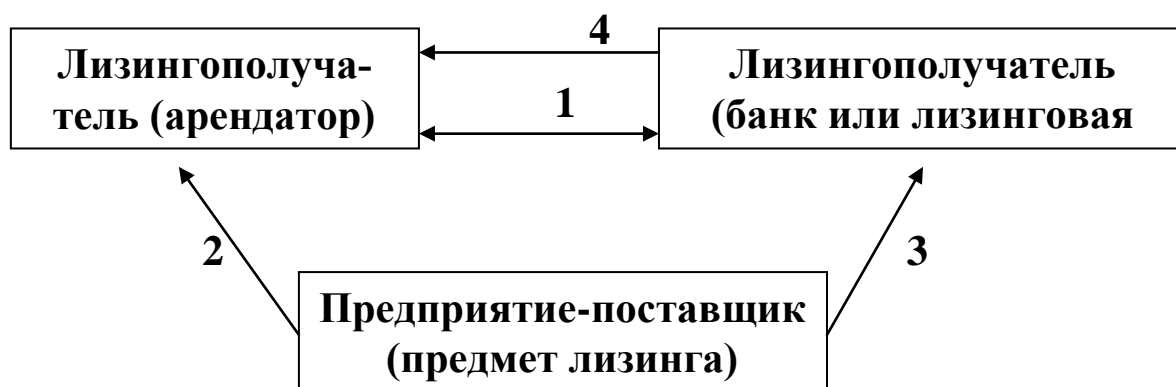 4
Лизингополуча-
тель (арендатор)
Лизингополучатель
(банк или лизинговая
1
2
3
Предприятие-поставщик
(предмет лизинга)